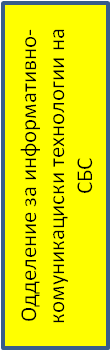 Одделение за информативно-
комуникациски технологии на
СБС